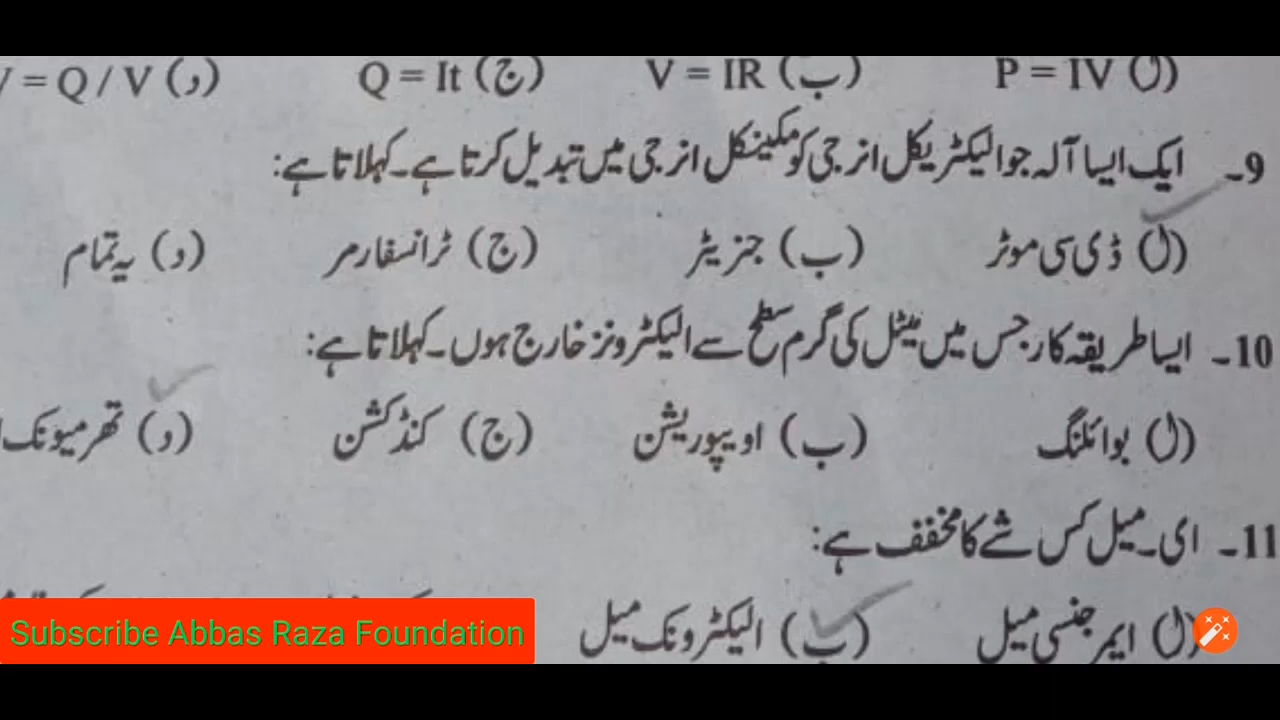 (ا) P = IV (ب) V = IR (ج) Q = It (د) = Q / V
9۔ ایک ایسا آلہ جو الیکٹریکل انرجی کو مکینکل انرجی میں تبدیل کرتا ہے۔ کہلاتا ہے:
(ا) ڈی سی موٹر (ب) جنریٹر (ج) ٹرانسفارمر (د) یہ تمام
10۔ ایسا طریقہ کار جس میں میٹل کی گرم سطح سے الیکٹرونز خارج ہوں۔ کہلاتا ہے:
(ا) بوائلنگ (ب) اویپوریشن (ج) کنڈکشن (د) تھرمیونک
11۔ ای۔میل کس شے کا مخفف ہے:
(ا) ایمرجنسی میل (ب) الیکٹرونک میل
Subscribe Abbas Raza Foundation